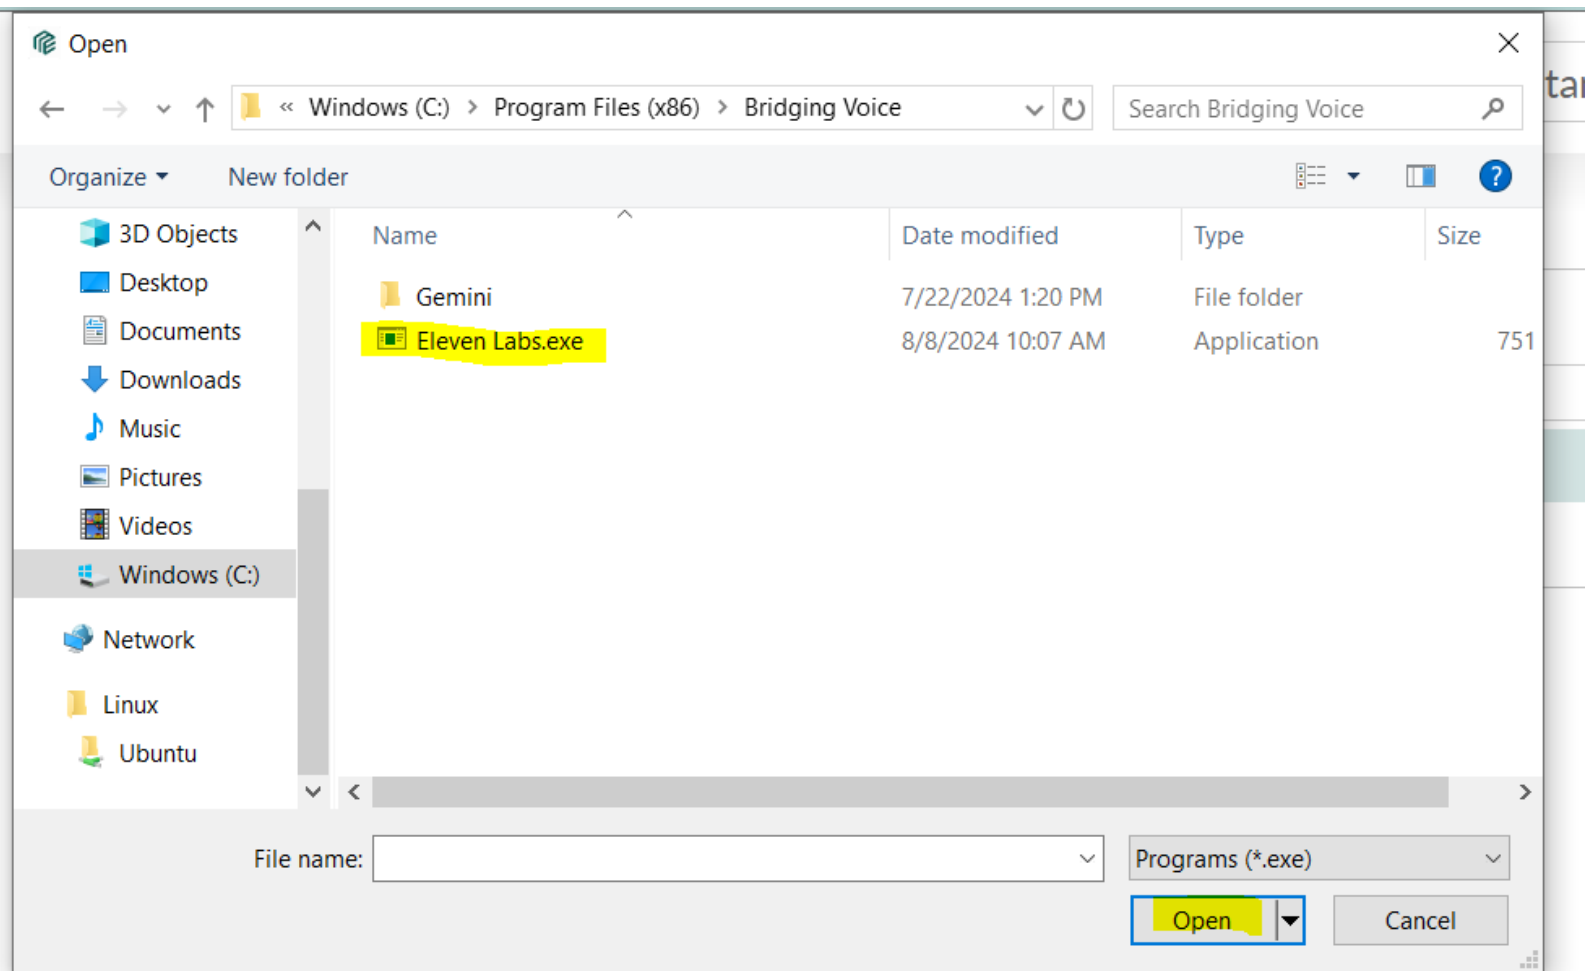 Open
« Windows (C:) > Program Files (x86) > Bridging Voice
Search Bridging Voice
Organize
New folder
?
3D Objects
Desktop
Documents
Downloads
Music
Pictures
Videos
Windows (C:)
Network
Linux
Ubuntu
Name Date modified Type Size
Gemini 7/22/2024 1:20 PM File folder
Eleven Labs.exe 8/8/2024 10:07 AM Application 751
File name:
Programs (*.exe)
Open
Cancel